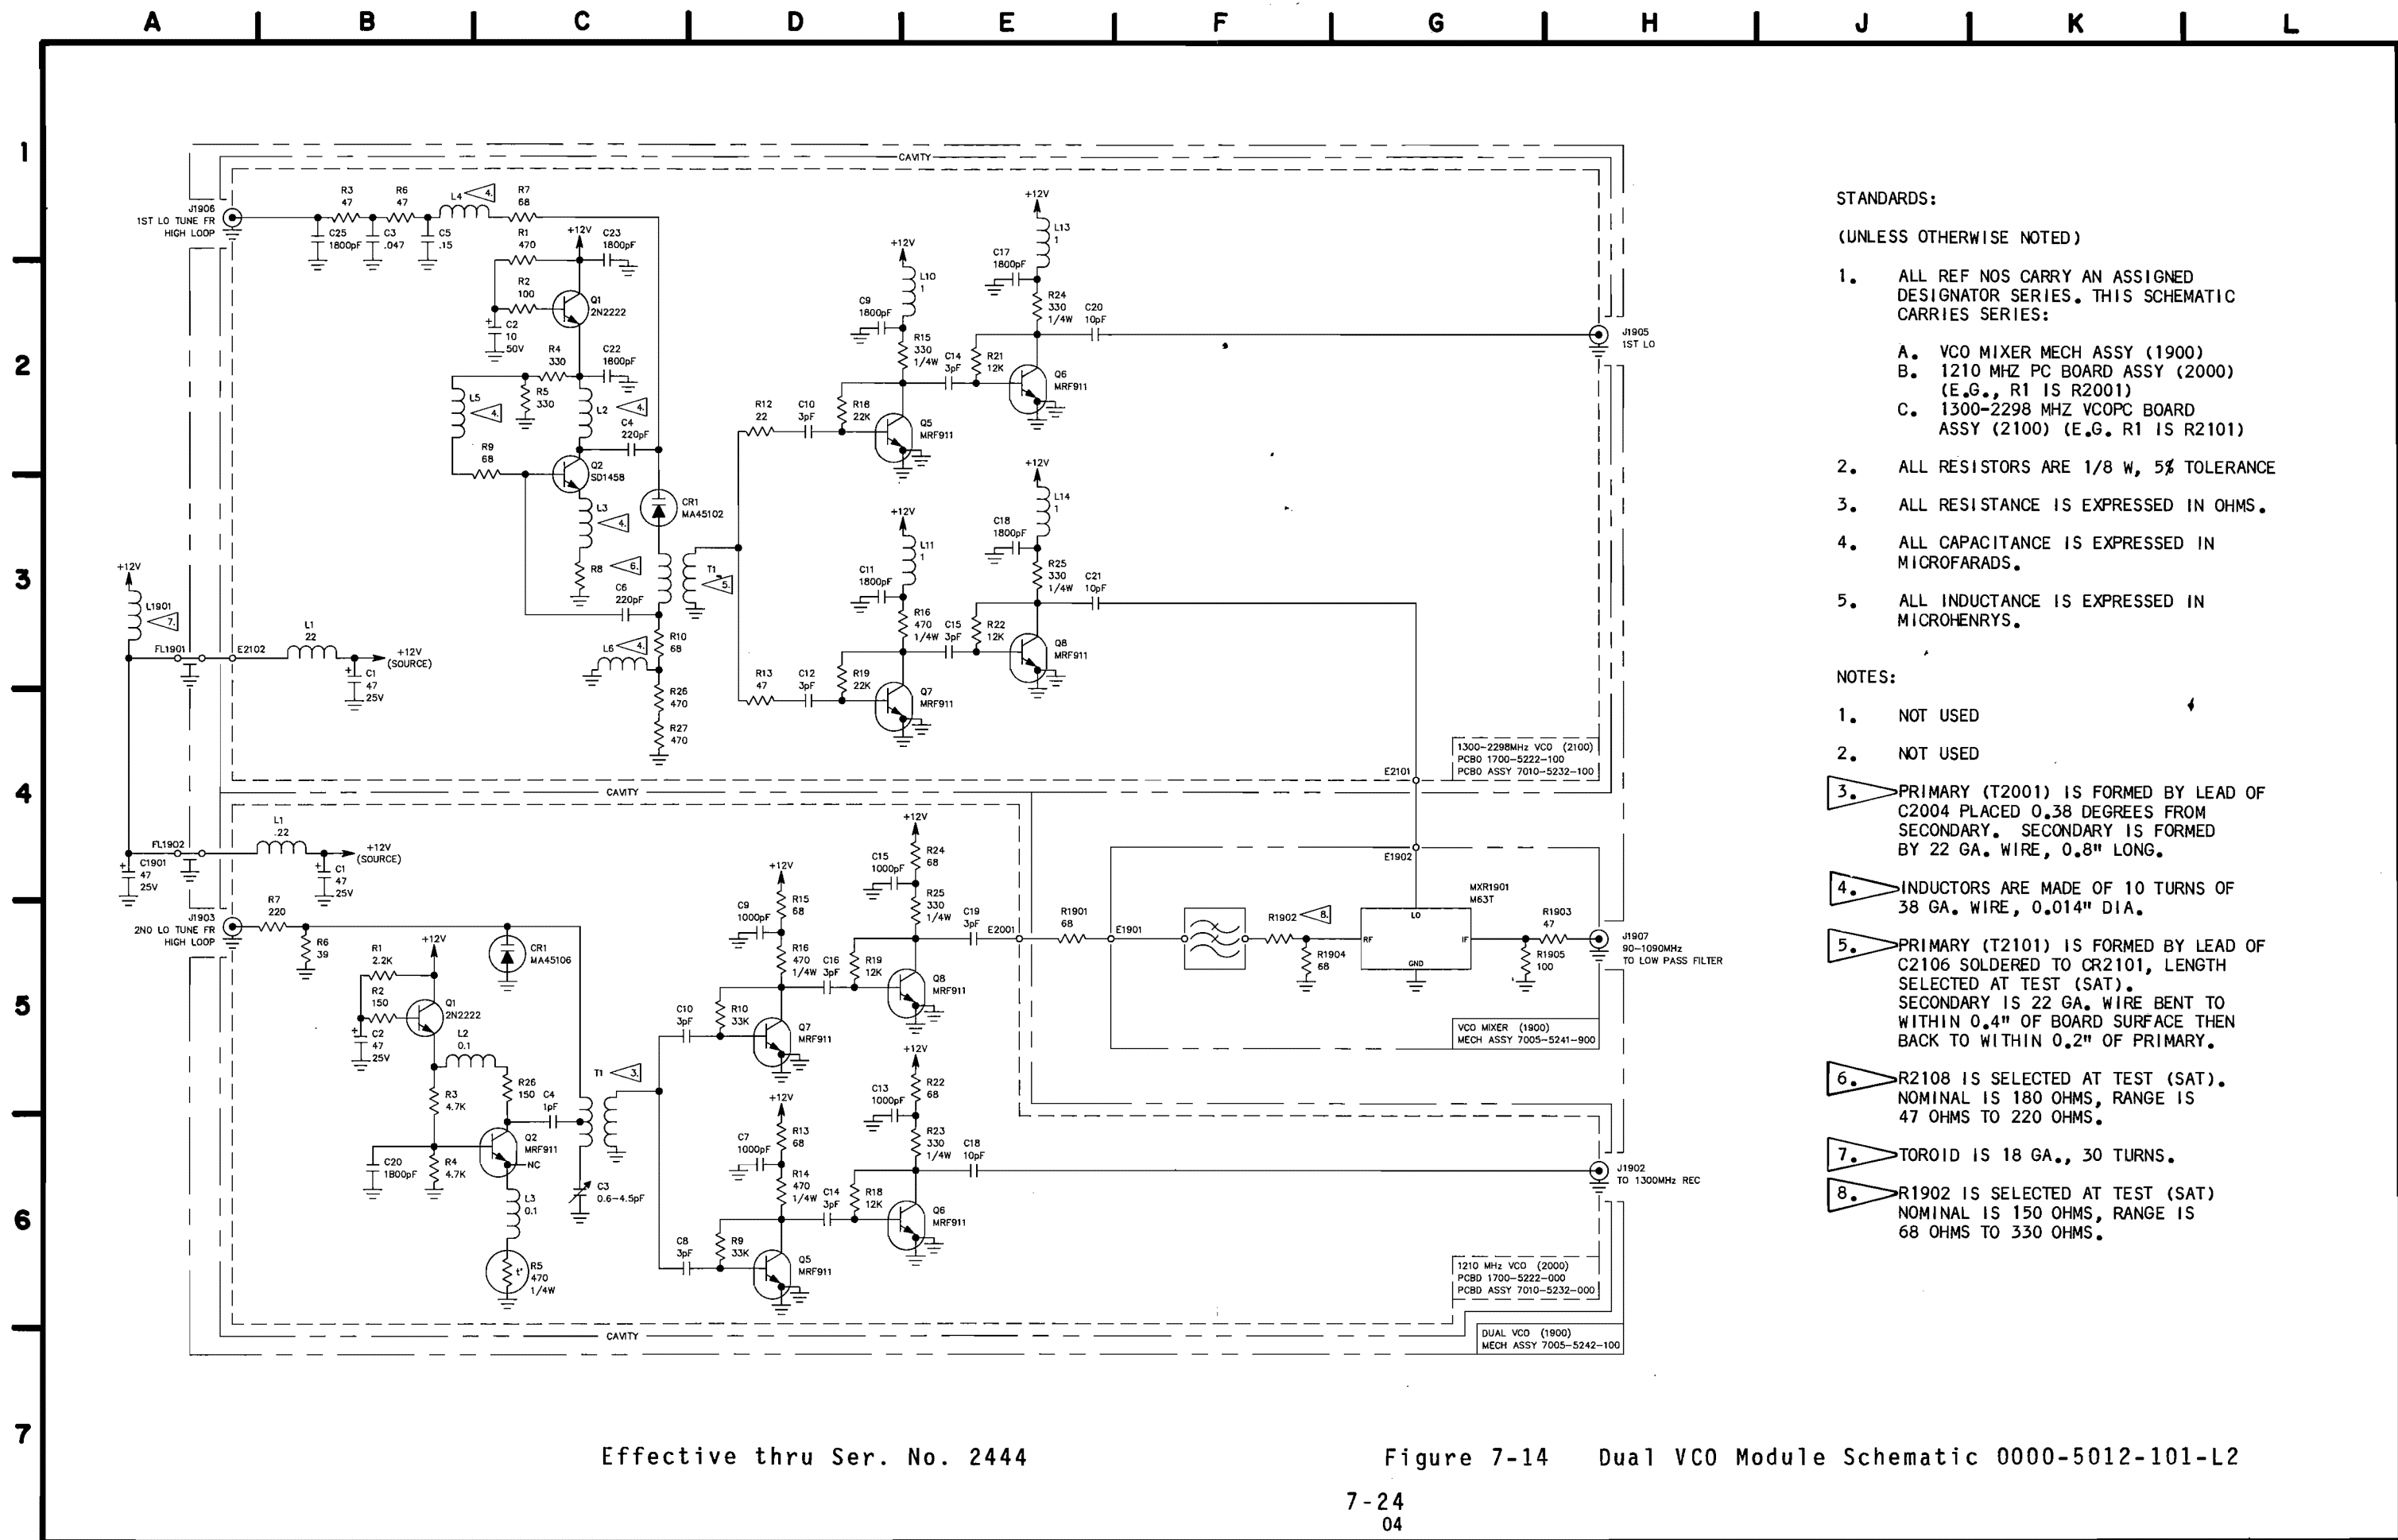 A B C D E F G H J K L
1
2
3
4
5
6
7
CAVITY
J1906
1ST LO TUNE FR
HIGH LOOP
R3
47
R6
47
L4
4.
R7
68
C25
1800pF
C3
.047
C5
.15
R1
470
+12V
C23
1800pF
R2
100
Q1
2N2222
+
C2
10
50V
R4
330
C22
1800pF
R5
330
L5
4.
L2
4.
C4
220pF
R9
68
Q2
SD1458
CR1
MA45102
L3
4.
R8
6.
T1
5.
C6
220pF
R10
68
L6
4.
R26
470
R27
470
+12V
L10
1
C9
1800pF
R15
330
1/4W
C14
3pF
R12
22
C10
3pF
R18
22K
Q5
MRF911
+12V
L13
1
C17
1800pF
R24
330
1/4W
C20
10pF
R21
12K
Q6
MRF911
J1905
1ST LO
+12V
L11
1
C11
1800pF
R16
470
1/4W
C15
3pF
R13
47
C12
3pF
R19
22K
Q7
MRF911
+12V
L14
1
C18
1800pF
R25
330
1/4W
C21
10pF
R22
12K
Q8
MRF911
+12V
L1901
7.
FL1901
E2102
L1
22
+12V
(SOURCE)
+
C1
47
25V
1300-2298MHz VCO (2100)
PCBO 1700-5222-100
PCBO ASSY 7010-5232-100
E2101
CAVITY
FL1902
+
C1901
47
25V
L1
.22
+12V
(SOURCE)
+
C1
47
25V
J1903
2NO LO TUNE FR
HIGH LOOP
R7
220
R6
39
R1
2.2K
+12V
R2
150
Q1
2N2222
+
C2
47
25V
CR1
MA45106
L2
0.1
R3
4.7K
R26
150
C4
1pF
T1
3.
Q2
MRF911
NC
C20
1800pF
R4
4.7K
L3
0.1
C3
0.6-4.5pF
t°
R5
470
1/4W
+12V
R15
68
C9
1000pF
R16
470
1/4W
C16
3pF
C10
3pF
R10
33K
Q7
MRF911
+12V
R24
68
C15
1000pF
R25
330
1/4W
C19
3pF
R19
12K
Q8
MRF911
E2001
R1901
68
E1901
R1902
8.
R1904
68
E1902
MXR1901
M63T
LO
RF
IF
GND
R1903
47
R1905
100
J1907
90-1090MHz
TO LOW PASS FILTER
VCO MIXER (1900)
MECH ASSY 7005-5241-900
+12V
R13
68
C7
1000pF
R14
470
1/4W
C14
3pF
C8
3pF
R9
33K
Q5
MRF911
+12V
R22
68
C13
1000pF
R23
330
1/4W
C18
10pF
R18
12K
Q6
MRF911
J1902
TO 1300MHz REC
1210 MHz VCO (2000)
PCBD 1700-5222-000
PCBD ASSY 7010-5232-000
CAVITY
DUAL VCO (1900)
MECH ASSY 7005-5242-100
STANDARDS:
(UNLESS OTHERWISE NOTED)
1. ALL REF NOS CARRY AN ASSIGNED
DESIGNATOR SERIES. THIS SCHEMATIC
CARRIES SERIES:
A. VCO MIXER MECH ASSY (1900)
B. 1210 MHZ PC BOARD ASSY (2000)
(E.G., R1 IS R2001)
C. 1300-2298 MHZ VCOPC BOARD
ASSY (2100) (E.G. R1 IS R2101)
2. ALL RESISTORS ARE 1/8 W, 5% TOLERANCE
3. ALL RESISTANCE IS EXPRESSED IN OHMS.
4. ALL CAPACITANCE IS EXPRESSED IN
MICROFARADS.
5. ALL INDUCTANCE IS EXPRESSED IN
MICROHENRYS.
NOTES:
1. NOT USED
2. NOT USED
3. PRIMARY (T2001) IS FORMED BY LEAD OF
C2004 PLACED 0.38 DEGREES FROM
SECONDARY. SECONDARY IS FORMED
BY 22 GA. WIRE, 0.8" LONG.
4. INDUCTORS ARE MADE OF 10 TURNS OF
38 GA. WIRE, 0.014" DIA.
5. PRIMARY (T2101) IS FORMED BY LEAD OF
C2106 SOLDERED TO CR2101, LENGTH
SELECTED AT TEST (SAT).
SECONDARY IS 22 GA. WIRE BENT TO
WITHIN 0.4" OF BOARD SURFACE THEN
BACK TO WITHIN 0.2" OF PRIMARY.
6. R2108 IS SELECTED AT TEST (SAT).
NOMINAL IS 180 OHMS, RANGE IS
47 OHMS TO 220 OHMS.
7. TOROID IS 18 GA., 30 TURNS.
8. R1902 IS SELECTED AT TEST (SAT)
NOMINAL IS 150 OHMS, RANGE IS
68 OHMS TO 330 OHMS.
Effective thru Ser. No. 2444
Figure 7-14 Dual VCO Module Schematic 0000-5012-101-L2
7-24
04